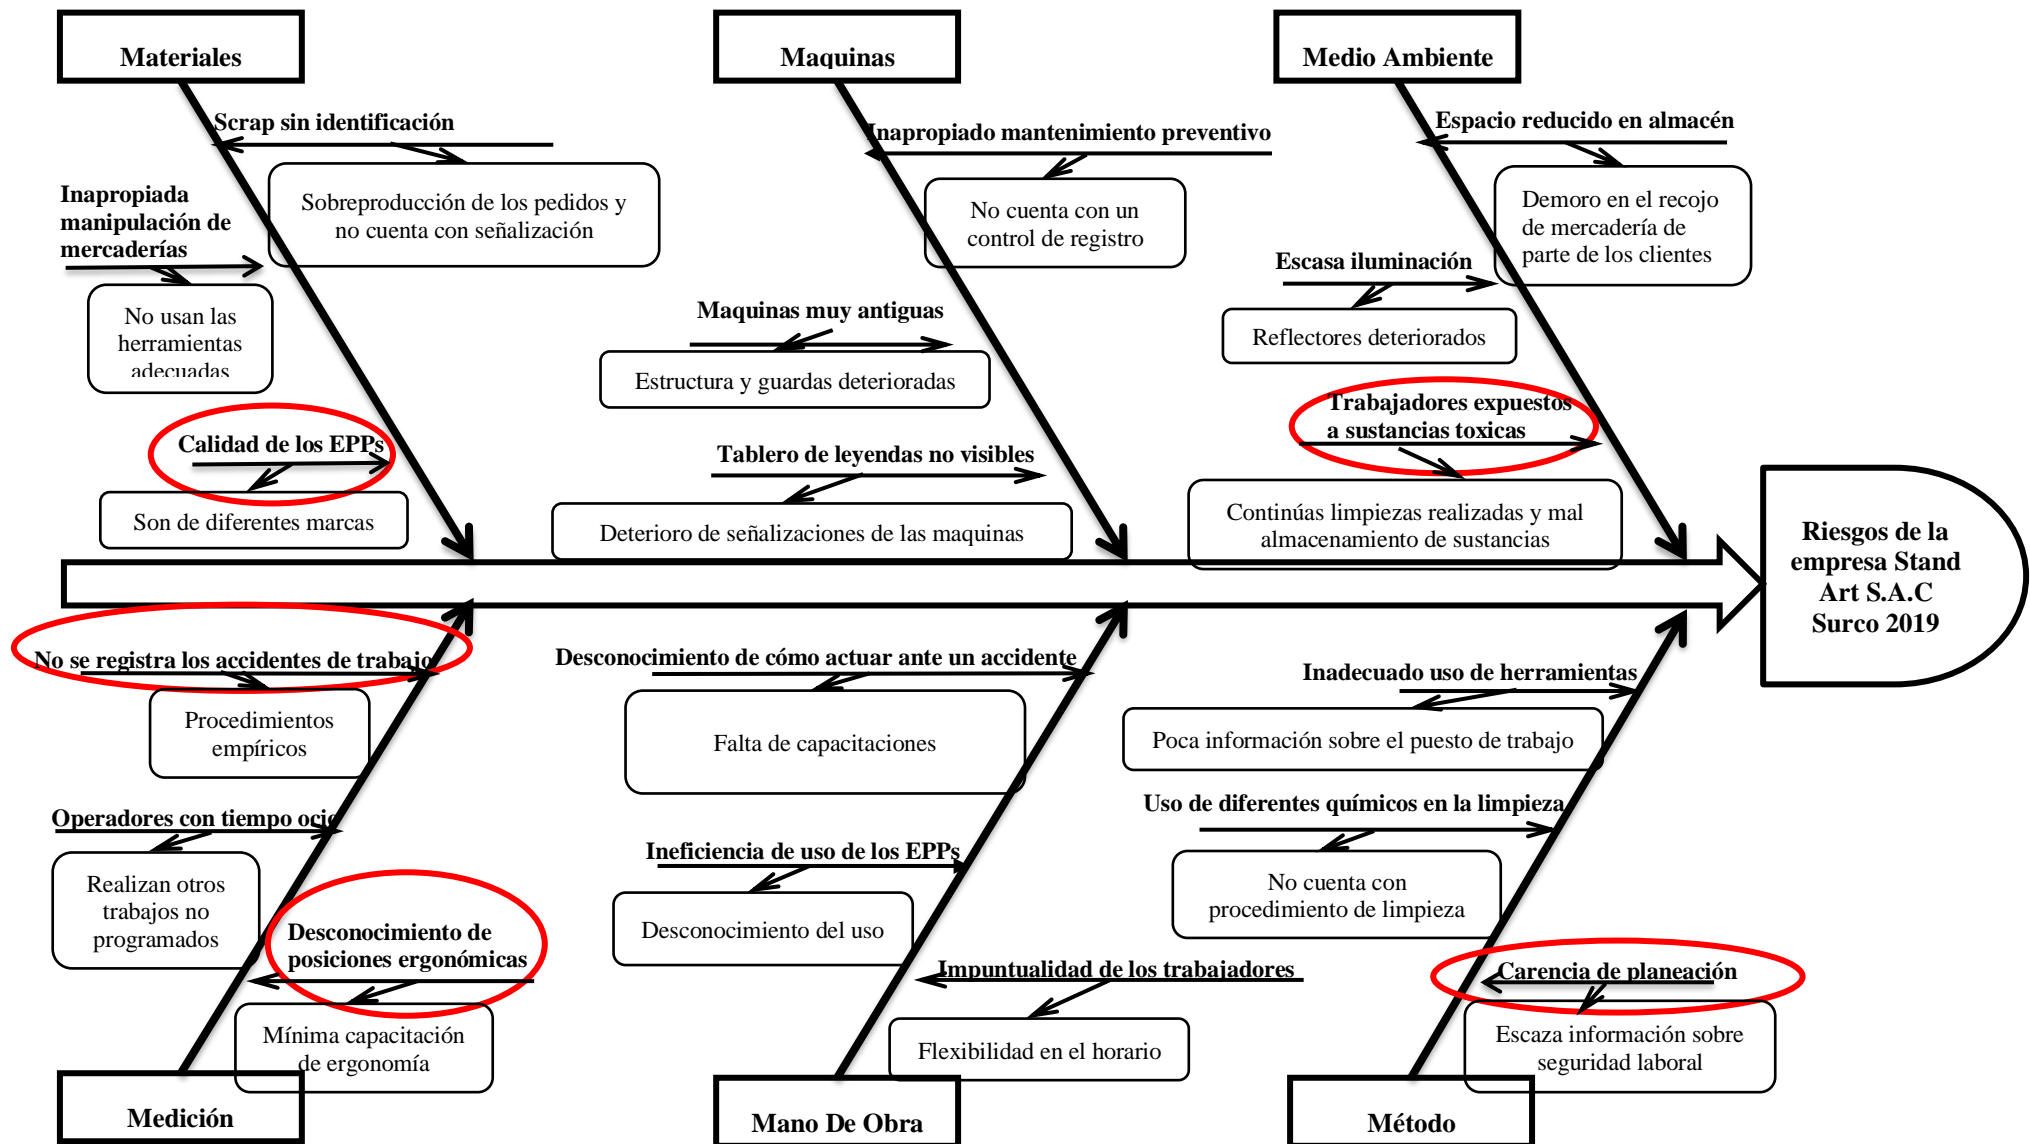 Materiales
Maquinas
Medio Ambiente
Scrap sin identificación
Sobreproducción de los pedidos y
no cuenta con señalización
Inapropiada
manipulación de
mercaderías
No usan las
herramientas
adecuadas
Calidad de los EPPs
Son de diferentes marcas
Inapropiado mantenimiento preventivo
No cuenta con un
control de registro
Maquinas muy antiguas
Estructura y guardas deterioradas
Tablero de leyendas no visibles
Deterioro de señalizaciones de las maquinas
Espacio reducido en almacén
Demoro en el recojo
de mercadería de
parte de los clientes
Escasa iluminación
Reflectores deteriorados
Trabajadores expuestos
a sustancias toxicas
Continúas limpiezas realizadas y mal
almacenamiento de sustancias
Riesgos de la
empresa Stand
Art S.A.C
Surco 2019
No se registra los accidentes de trabajo
Procedimientos
empíricos
Operadores con tiempo ocio
Realizan otros
trabajos no
programados
Desconocimiento de
posiciones ergonómicas
Mínima capacitación
de ergonomía
Desconocimiento de cómo actuar ante un accidente
Falta de capacitaciones
Ineficiencia de uso de los EPPs
Desconocimiento del uso
Impuntualidad de los trabajadores
Flexibilidad en el horario
Inadecuado uso de herramientas
Poca información sobre el puesto de trabajo
Uso de diferentes químicos en la limpieza
No cuenta con
procedimiento de limpieza
Carencia de planeación
Escaza información sobre
seguridad laboral
Medición
Mano De Obra
Método